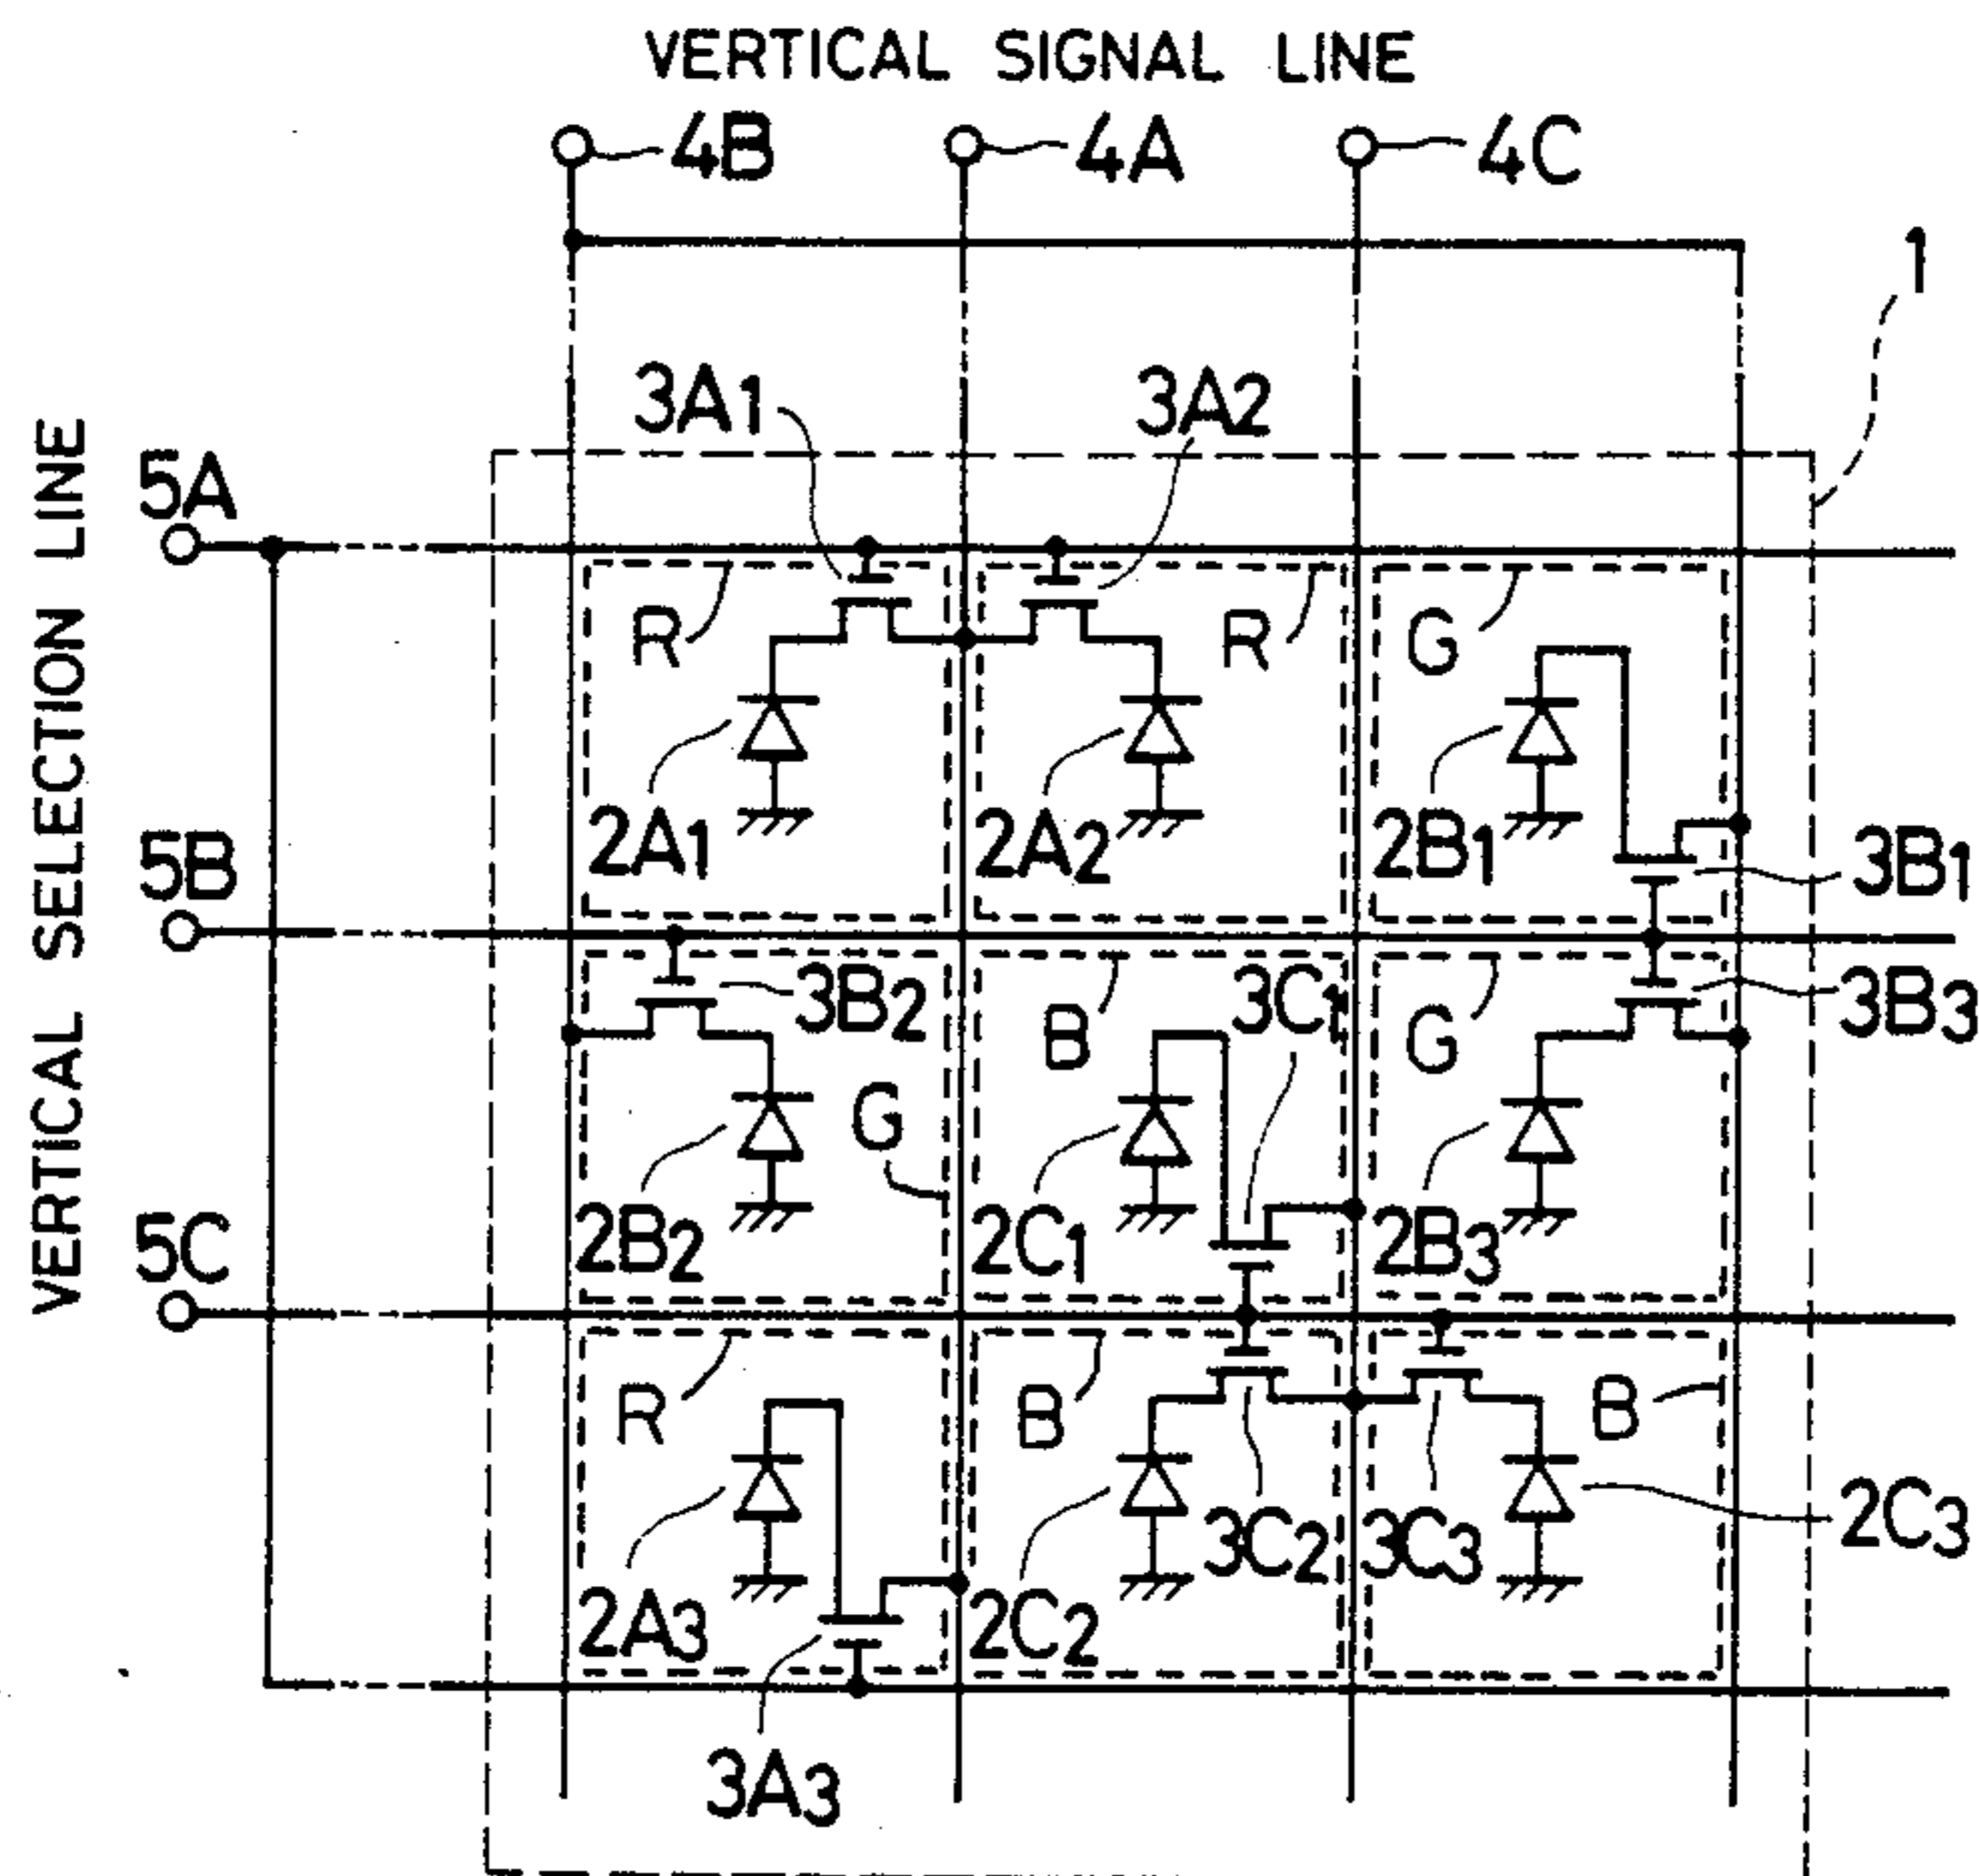 VERTICAL SIGNAL LINE
4B 4A 4C
1
3A1 3A2
VERTICAL SELECTION LINE
5A
R R G
2A1 2A2 2B1 3B1
5B
3B2 B 3C1 G 3B3
G
2B2 2C1 2B3
5C
R B B
3C2 3C3 2C3
2A3 2C2
3A3